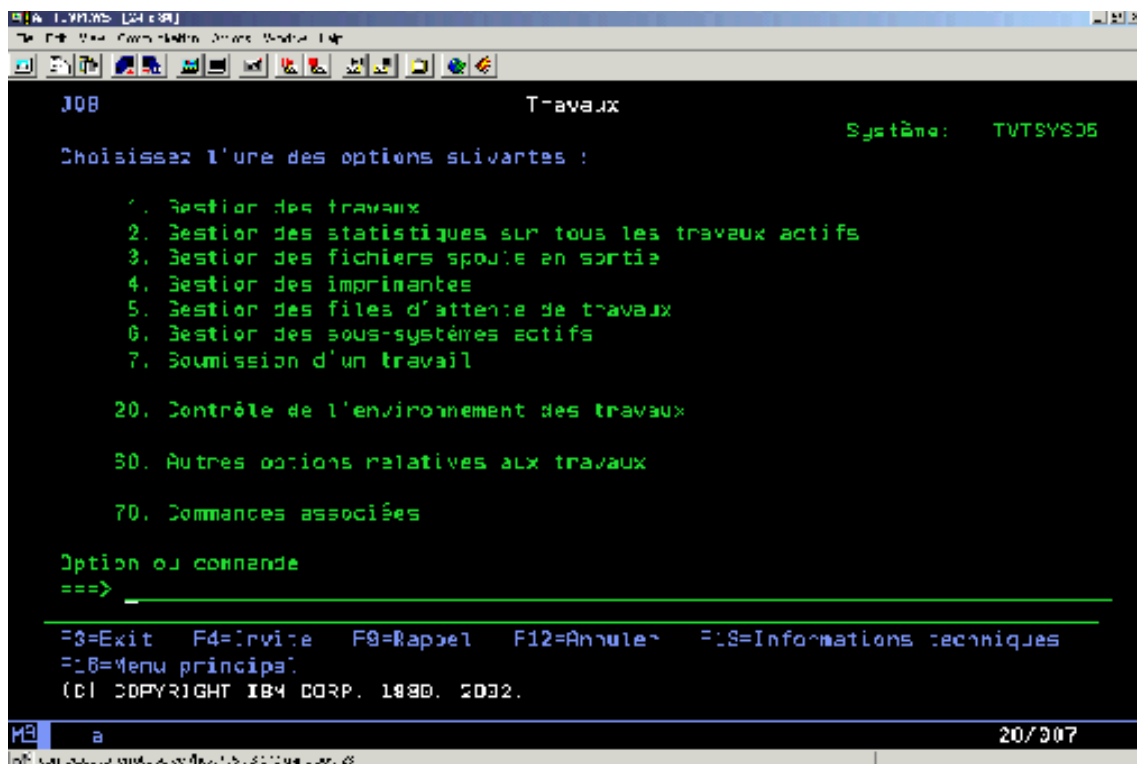 JOB Travaux
Système: TVTSYS05
Choisissez l'une des options suivantes :
1. Gestion des travaux
2. Gestion des statistiques sur tous les travaux actifs
3. Gestion des fichiers spoule en sortie
4. Gestion des imprimantes
5. Gestion des files d'attente de travaux
6. Gestion des sous-systèmes actifs
7. Soumission d'un travail
20. Contrôle de l'environnement des travaux
60. Autres options relatives aux travaux
70. Commandes associées
Option ou commande
===>
F3=Exit F4=Invite F9=Rappel F12=Annuler F13=Informations techniques
F16=Menu principal
(C) COPYRIGHT IBM CORP. 1980, 2002.
a 20/007